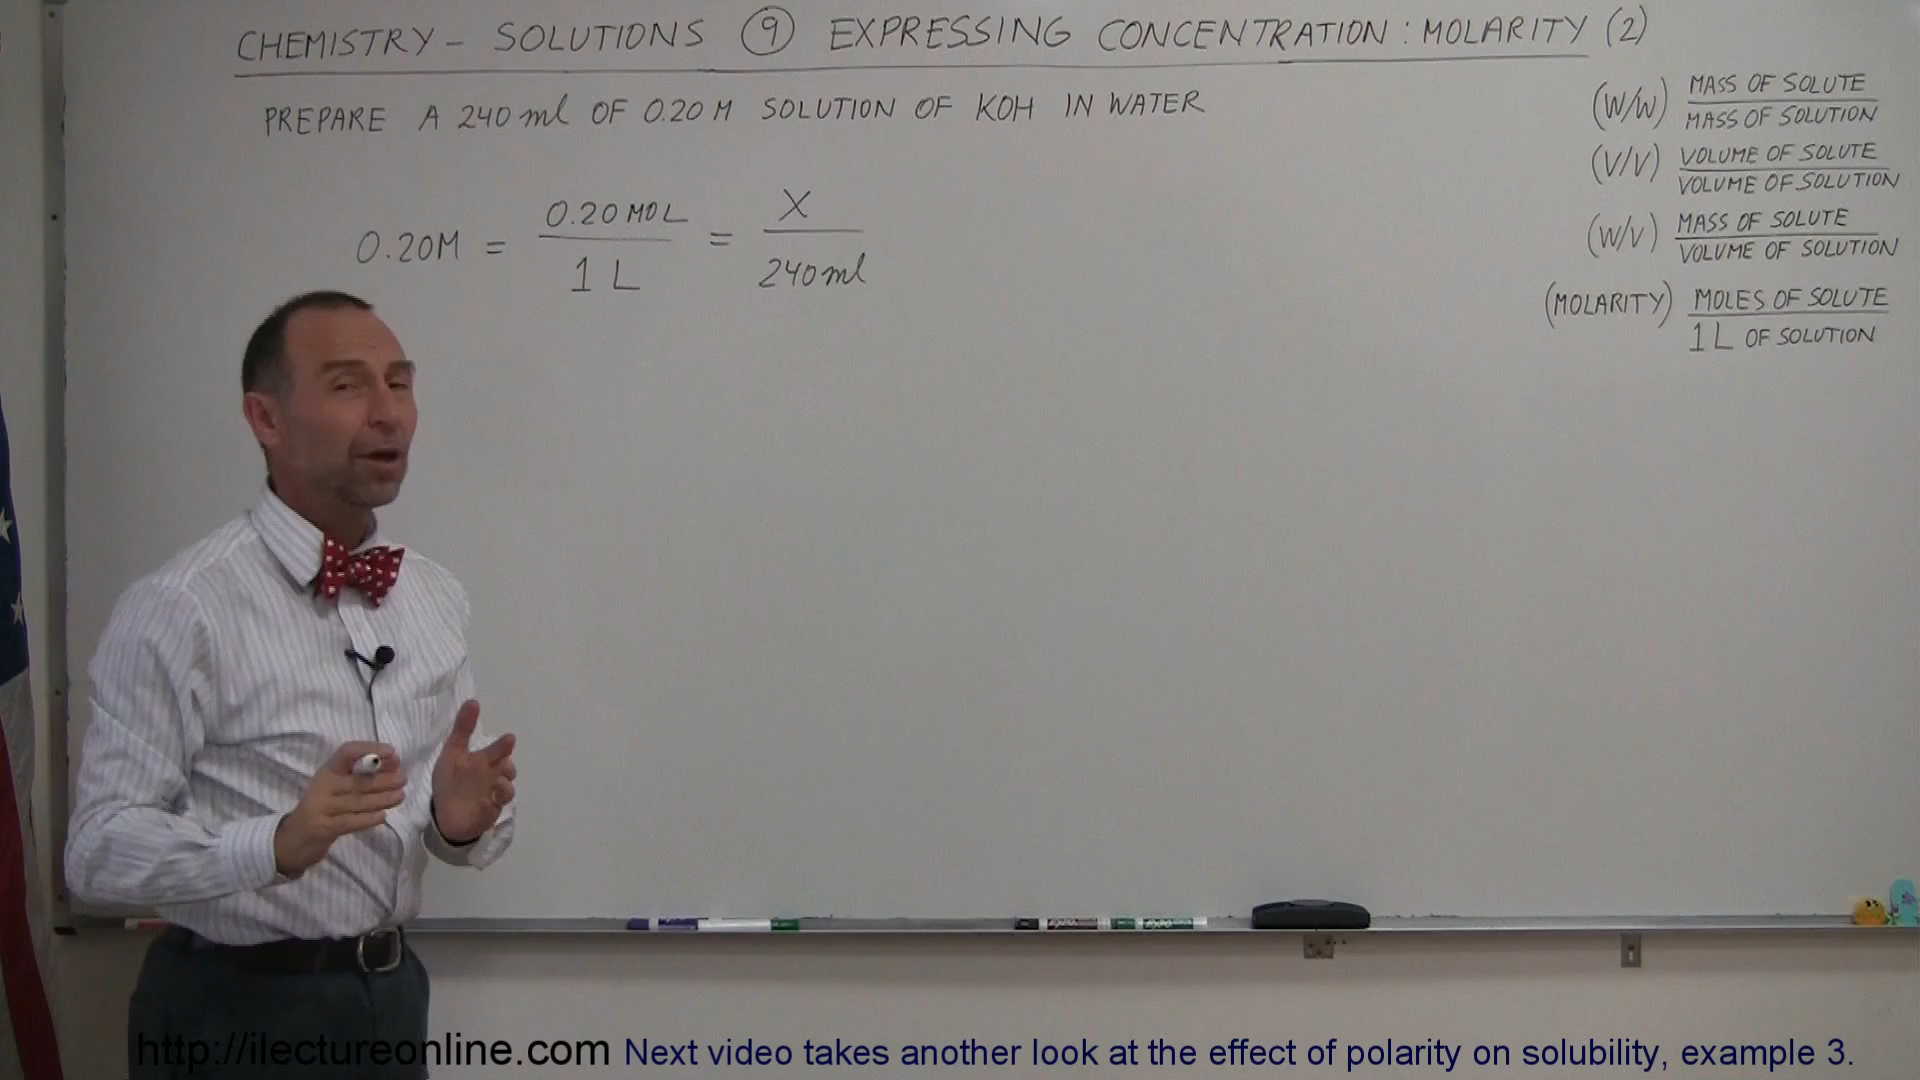 CHEMISTRY - SOLUTIONS 9 EXPRESSING CONCENTRATION : MOLARITY (2)
PREPARE A 240 ml OF 0.20 M SOLUTION OF KOH IN WATER
0.20M = 0.20 MOL / 1 L = X / 240 ml
(W/W) MASS OF SOLUTE / MASS OF SOLUTION
(V/V) VOLUME OF SOLUTE / VOLUME OF SOLUTION
(W/V) MASS OF SOLUTE / VOLUME OF SOLUTION
(MOLARITY) MOLES OF SOLUTE / 1 L OF SOLUTION
http://ilectureonline.com Next video takes another look at the effect of polarity on solubility, example 3.